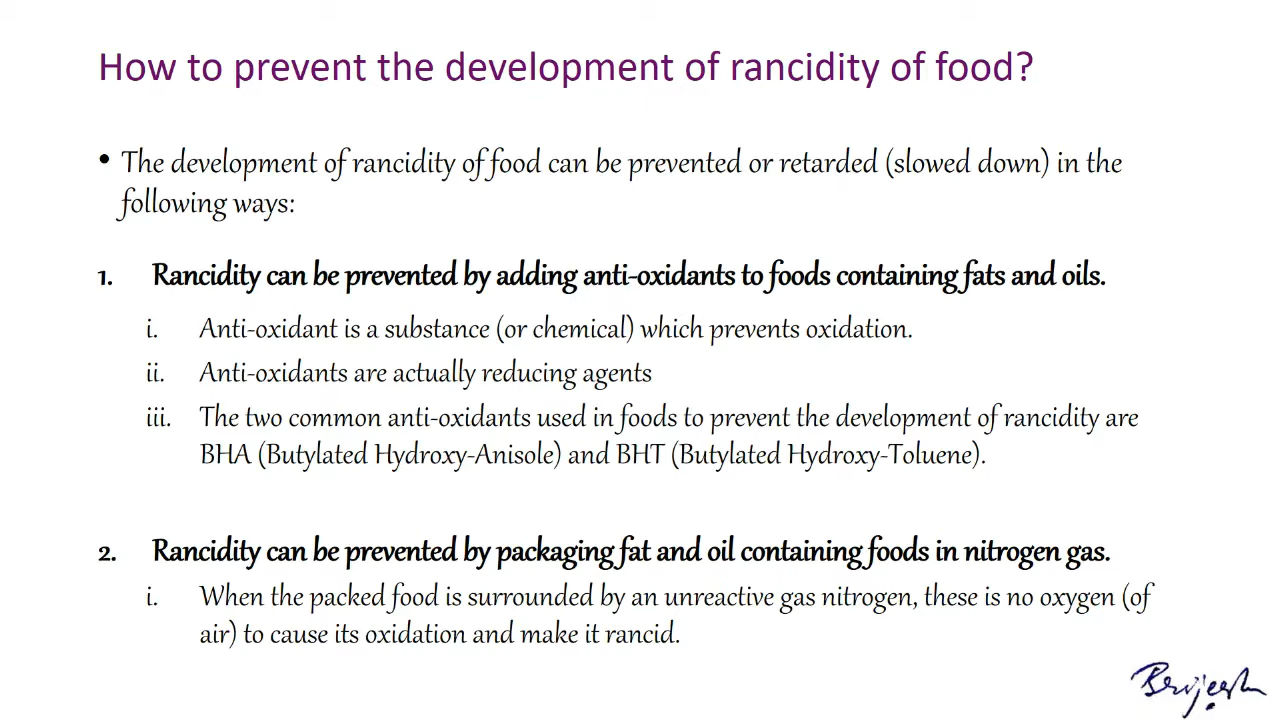 How to prevent the development of rancidity of food?
• The development of rancidity of food can be prevented or retarded (slowed down) in the
following ways:
1. Rancidity can be prevented by adding anti-oxidants to foods containing fats and oils.
i. Anti-oxidant is a substance (or chemical) which prevents oxidation.
ii. Anti-oxidants are actually reducing agents
iii. The two common anti-oxidants used in foods to prevent the development of rancidity are
BHA (Butylated Hydroxy-Anisole) and BHT (Butylated Hydroxy-Toluene).
2. Rancidity can be prevented by packaging fat and oil containing foods in nitrogen gas.
i. When the packed food is surrounded by an unreactive gas nitrogen, these is no oxygen (of
air) to cause its oxidation and make it rancid.